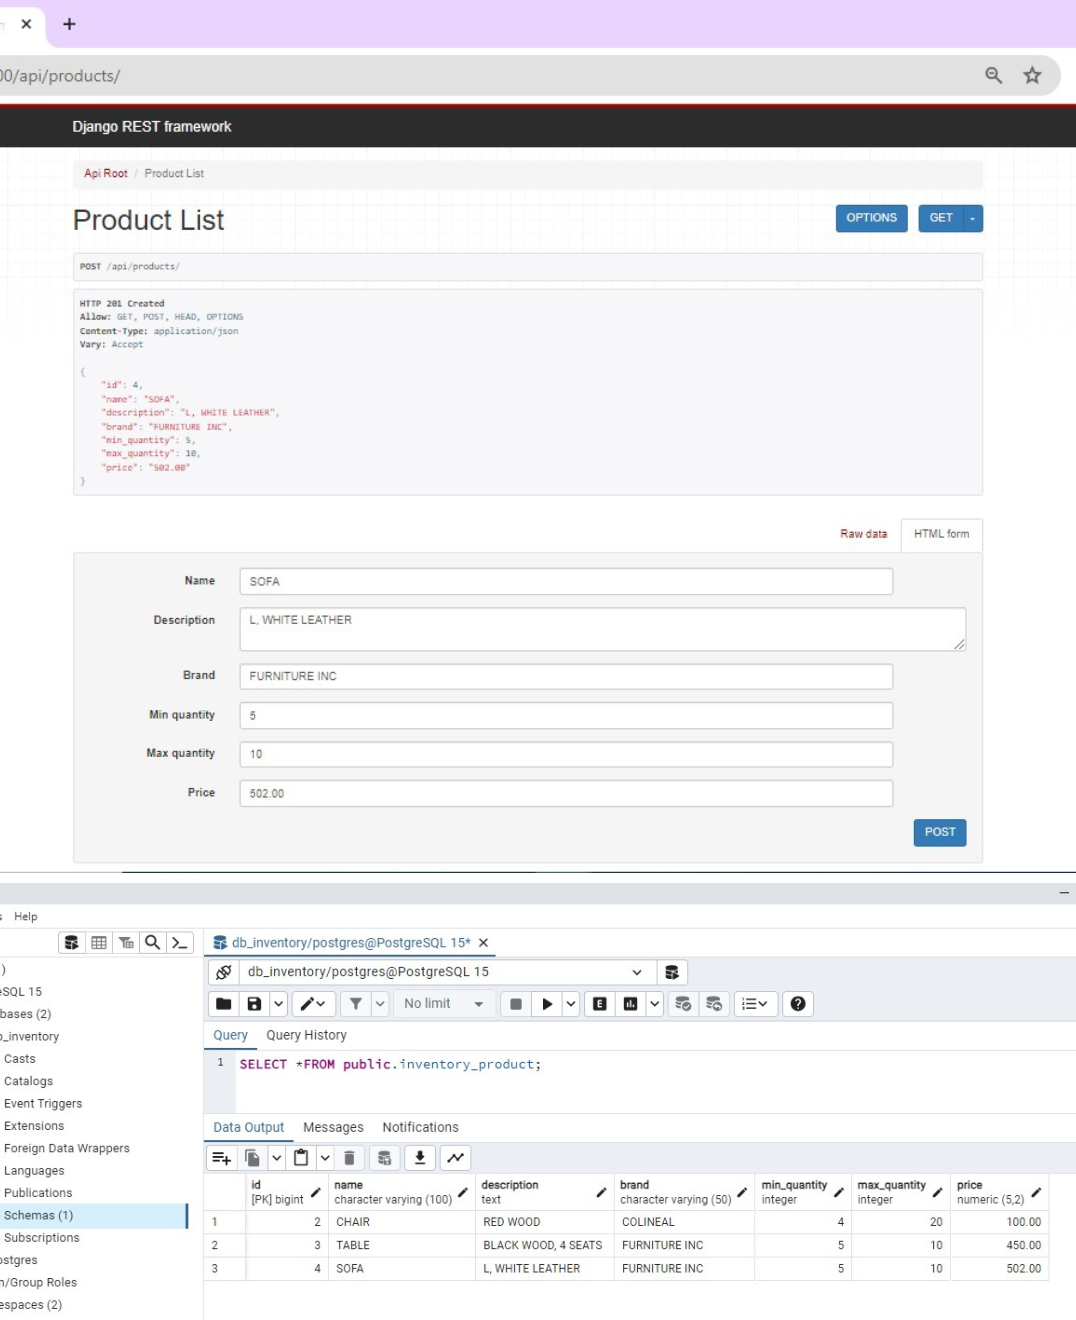 00/api/products/
Django REST framework
Api Root / Product List
Product List
OPTIONS
GET
POST /api/products/
HTTP 201 Created
Allow: GET, POST, HEAD, OPTIONS
Content-Type: application/json
Vary: Accept
{
"id": 4,
"name": "SOFA",
"description": "L, WHITE LEATHER",
"brand": "FURNITURE INC",
"min_quantity": 5,
"max_quantity": 10,
"price": "502.00"
}
Raw data
HTML form
Name SOFA
Description L, WHITE LEATHER
Brand FURNITURE INC
Min quantity 5
Max quantity 10
Price 502.00
POST
s Help
db_inventory/postgres@PostgreSQL 15*
)
eSQL 15
db_inventory/postgres@PostgreSQL 15
bases (2)
No limit
b_inventory
Query Query History
Casts
1 SELECT *FROM public.inventory_product;
Catalogs
Event Triggers
Extensions
Data Output Messages Notifications
Foreign Data Wrappers
Languages
Publications
id name description brand min_quantity max_quantity price
[PK] bigint character varying (100) text character varying (50) integer integer numeric (5,2)
Schemas (1)
1 2 CHAIR RED WOOD COLINEAL 4 20 100.00
Subscriptions
2 3 TABLE BLACK WOOD, 4 SEATS FURNITURE INC 5 10 450.00
ostgres
3 4 SOFA L, WHITE LEATHER FURNITURE INC 5 10 502.00
n/Group Roles
espaces (2)